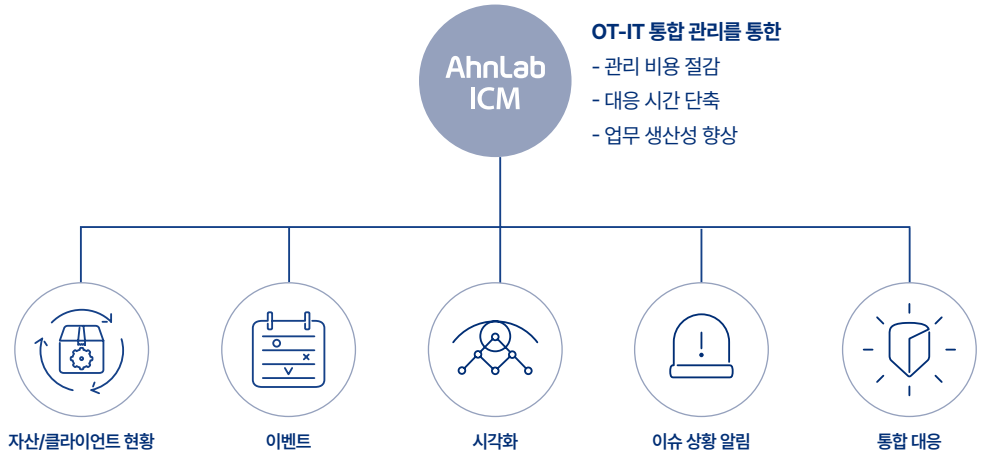 AhnLab
ICM
OT-IT 통합 관리를 통한
- 관리 비용 절감
- 대응 시간 단축
- 업무 생산성 향상
자산/클라이언트 현황
이벤트
시각화
이슈 상황 알림
통합 대응